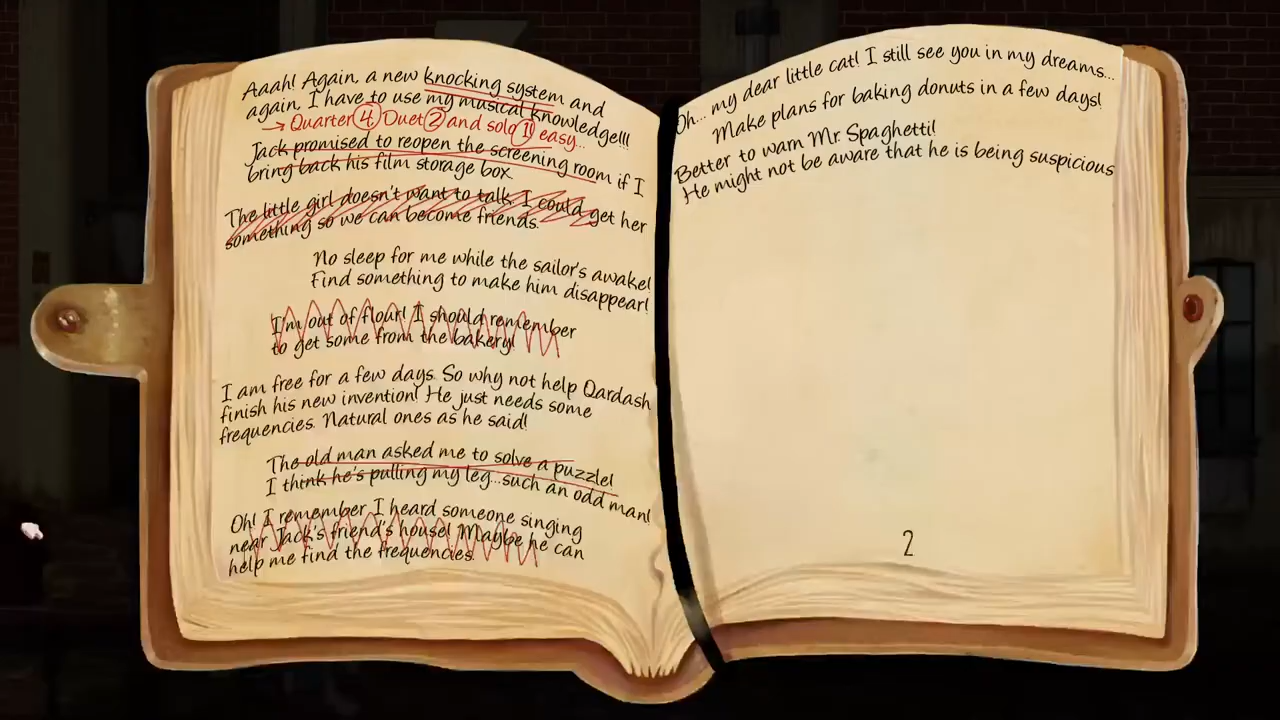 Aaah! Again, a new knocking system and
again, I have to use my musical knowledge!!!
→ Quarter 4 Duet 2 and solo 1 easy...
Jack promised to reopen the screening room if I
bring back his film storage box.
The little girl doesn't want to talk. I could get her
something so we can become friends.
No sleep for me while the sailor's awake!
Find something to make him disappear!
I'm out of flour! I should remember
to get some from the bakery!
I am free for a few days. So why not help Qardash
finish his new invention! He just needs some
frequencies. Natural ones as he said!
The old man asked me to solve a puzzle!
I think he's pulling my leg...such an odd man!
Oh! I remember I heard someone singing
near Jack's friend's house! Maybe he can
help me find the frequencies.
Oh... my dear little cat! I still see you in my dreams...
Make plans for baking donuts in a few days!
Better to warn Mr. Spaghetti!
He might not be aware that he is being suspicious
2